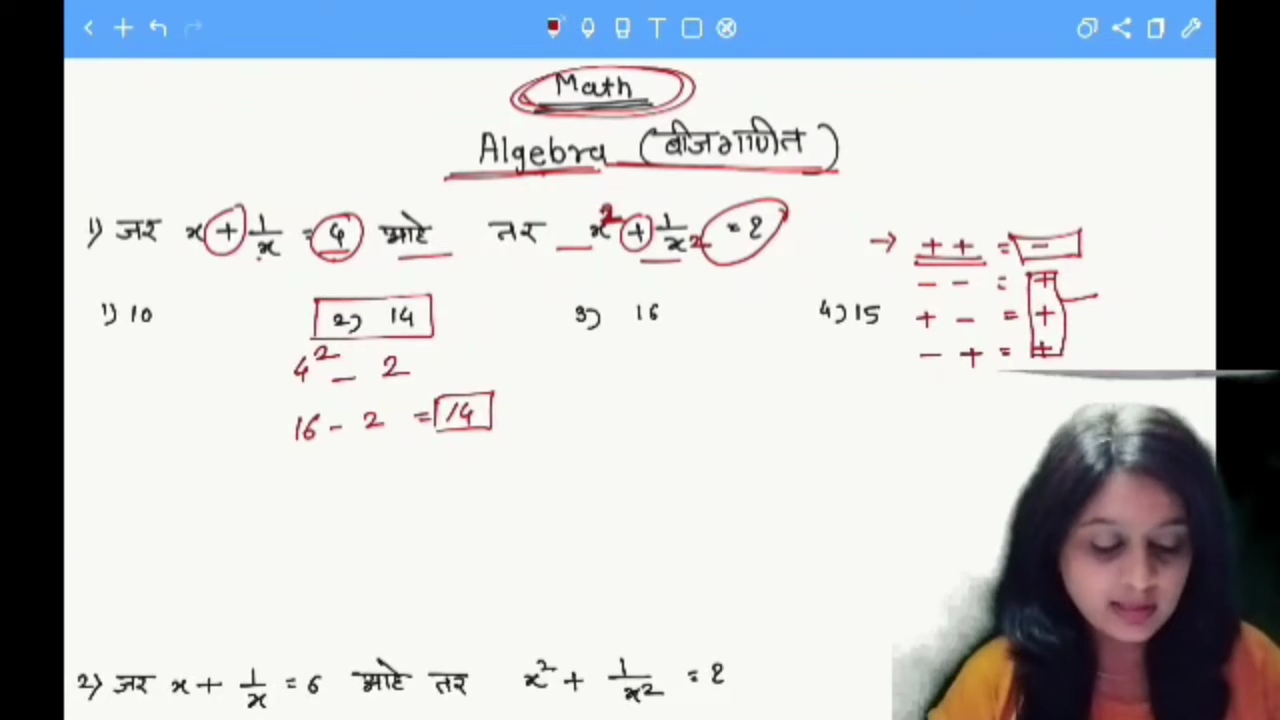 Math
Algebra (बीजगणित)
1) जर x + 1/x = 4 आहे तर x² + 1/x² = ?
→ + + = -
- - = +
+ - = +
- + = +
1) 10 2) 14 3) 16 4) 15
4² - 2
16 - 2 = 14
2) जर x + 1/x = 6 आहे तर x² + 1/x² = ?